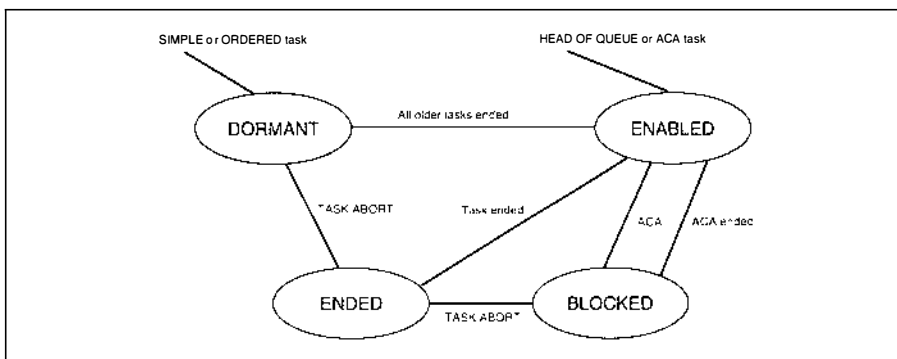 SIMPLE or ORDERED task
HEAD OF QUEUE or ACA task
DORMANT
All older tasks ended
ENABLED
TASK ABORT
Task ended
ACA
ACA ended
ENDED
TASK ABORT
BLOCKED